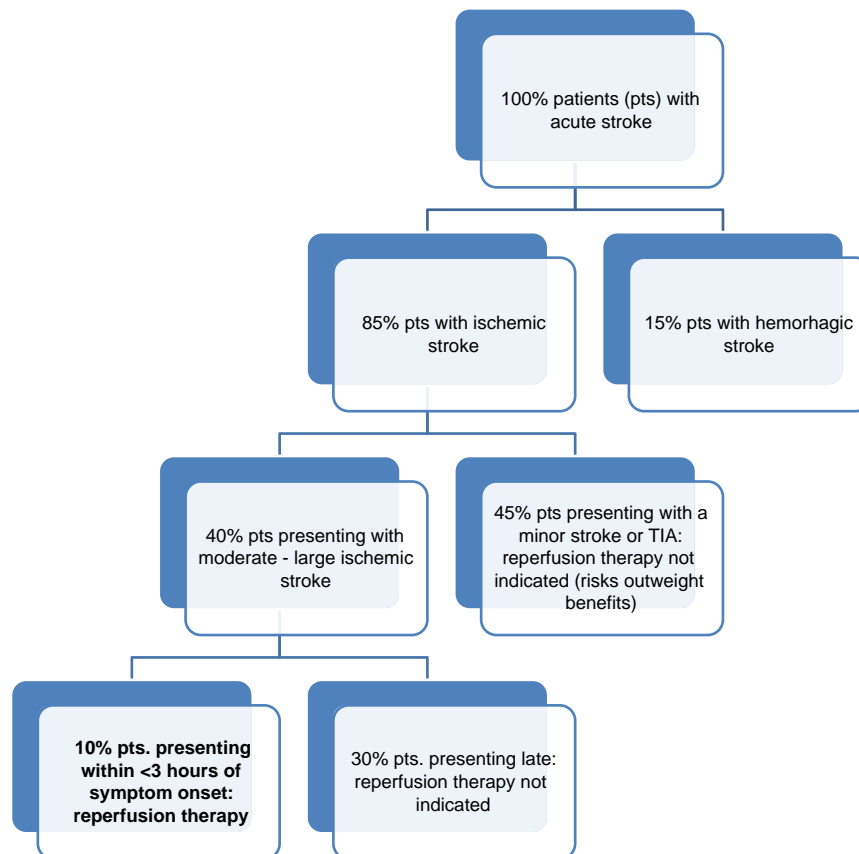 100% patients (pts) with
acute stroke
85% pts with ischemic
stroke
15% pts with hemorhagic
stroke
40% pts presenting with
moderate - large ischemic
stroke
45% pts presenting with a
minor stroke or TIA:
reperfusion therapy not
indicated (risks outweight
benefits)
10% pts. presenting
within <3 hours of
symptom onset:
reperfusion therapy
30% pts. presenting late:
reperfusion therapy not
indicated